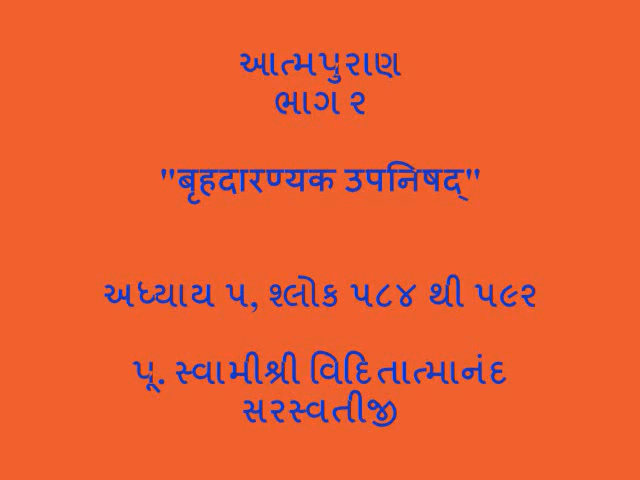 આત્મપુરાણ
ભાગ ૨
"बृहदारण्यक उपनिषद्"
અધ્યાય ૫, શ્લોક ૫૮૪ થી ૫૯૨
પૂ. સ્વામીશ્રી વિદિતાત્માનંદ
સરસ્વતીજી